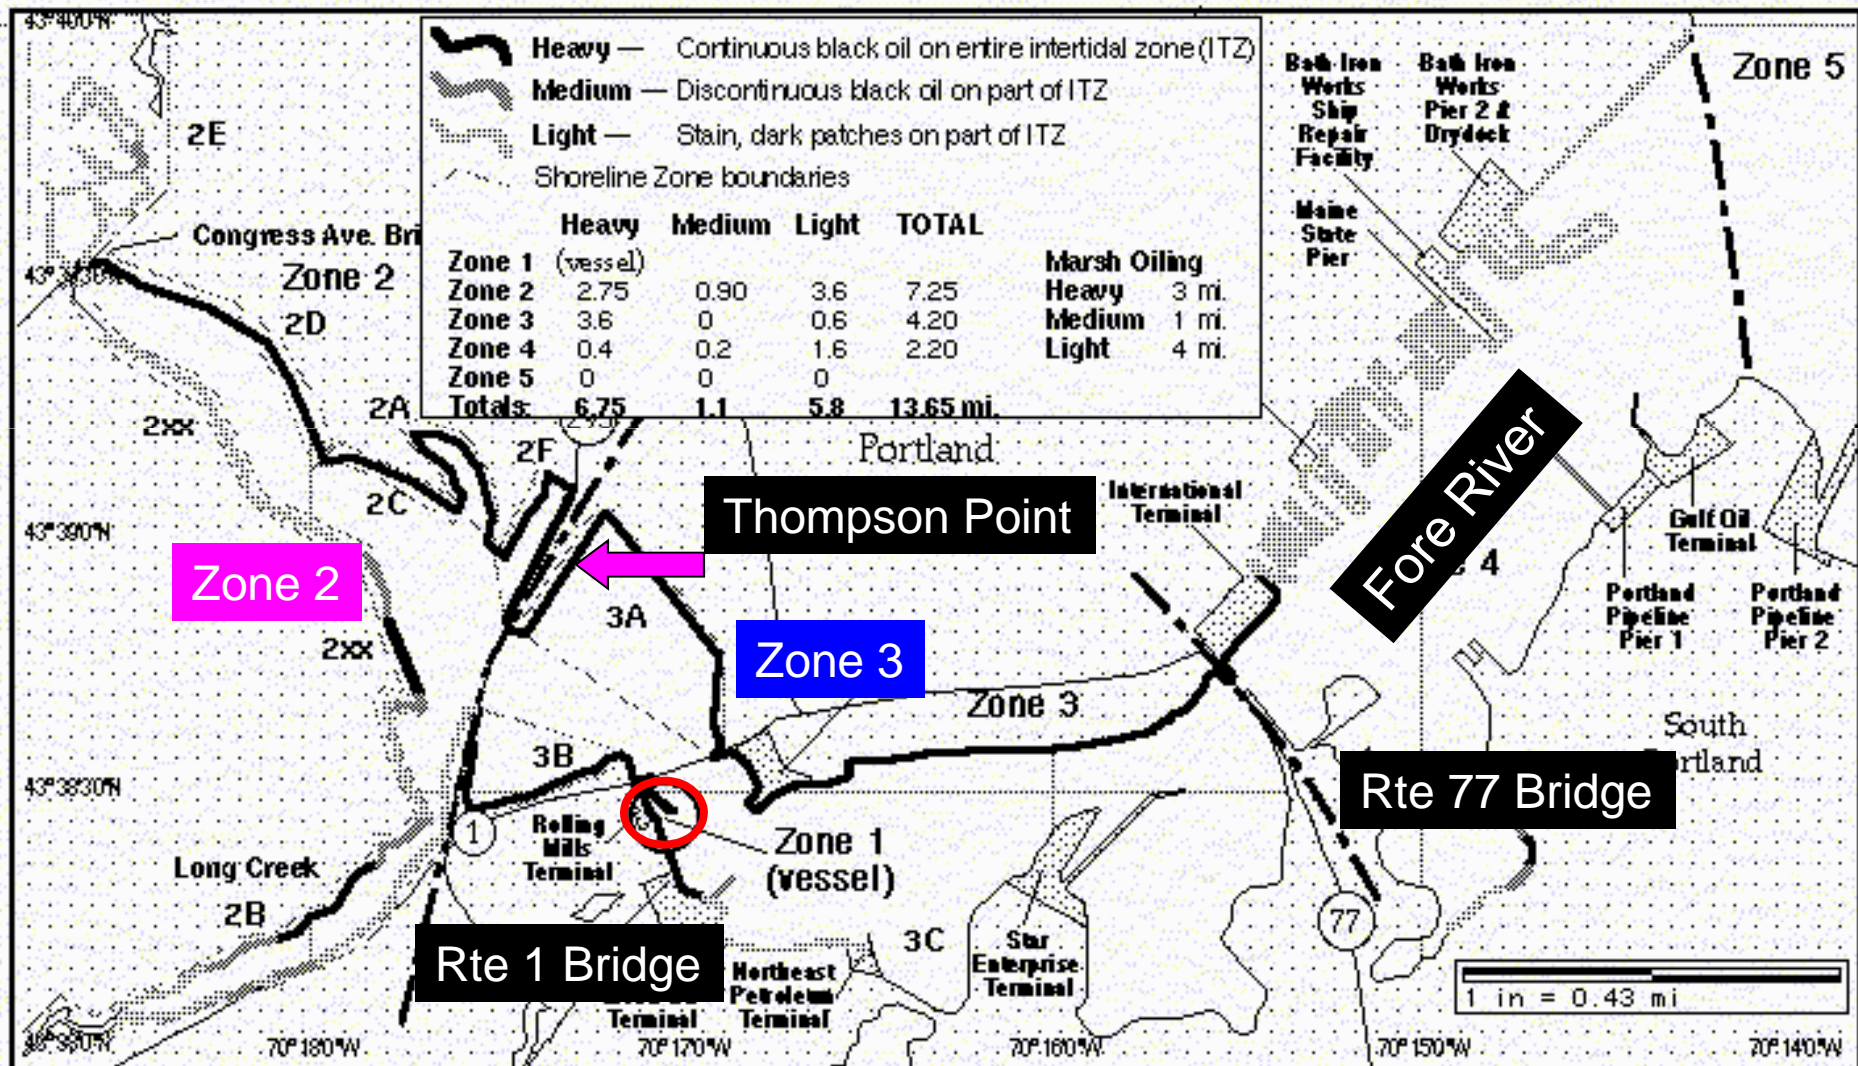 43°40'0"N
Heavy — Continuous black oil on entire intertidal zone (ITZ)
Medium — Discontinuous black oil on part of ITZ
Light — Stain, dark patches on part of ITZ
Shoreline Zone boundaries
Heavy Medium Light TOTAL
Zone 1 (vessel)
Zone 2 2.75 0.90 3.6 7.25
Zone 3 3.6 0 0.6 4.20
Zone 4 0.4 0.2 1.6 2.20
Zone 5 0 0 0
Totals: 6.75 1.1 5.8 13.65 mi.
Marsh Oiling
Heavy 3 mi.
Medium 1 mi.
Light 4 mi.
Bath Iron
Works
Ship
Repair
Facility
Bath Iron
Works
Pier 2 &
Drydock
Zone 5
Maine
State
Pier
2E
Congress Ave. Bri
Zone 2
2D
2A
2xx
2F
2C
Portland
43°39'0"N
Thompson Point
International
Terminal
Fore River
4
Gulf Oil
Terminal
Portland
Pipeline
Pier 1
Portland
Pipeline
Pier 2
Zone 2
3A
2xx
Zone 3
Zone 3
South
rtland
3B
43°38'30"N
Rte 77 Bridge
1
Rolling
Mills
Terminal
Zone 1
(vessel)
Long Creek
2B
77
3C
Star
Enterprise
Terminal
Rte 1 Bridge
Northeast
Petroleum
Terminal
Terminal
1 in = 0.43 mi
70°18'0"W
70°17'0"W
70°16'0"W
70°15'0"W
70°14'0"W